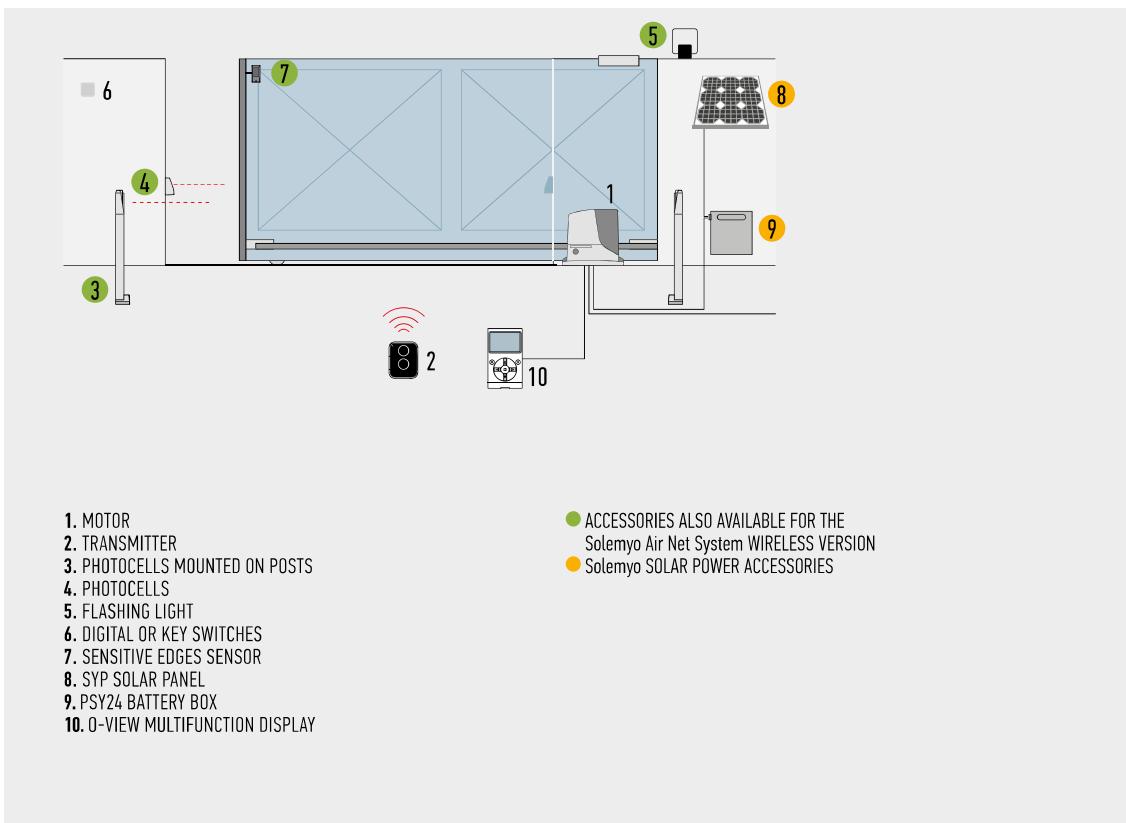 5
7
8
6
4
1
9
3
2
10
1. MOTOR
2. TRANSMITTER
3. PHOTOCELLS MOUNTED ON POSTS
4. PHOTOCELLS
5. FLASHING LIGHT
6. DIGITAL OR KEY SWITCHES
7. SENSITIVE EDGES SENSOR
8. SYP SOLAR PANEL
9. PSY24 BATTERY BOX
10. O-VIEW MULTIFUNCTION DISPLAY
ACCESSORIES ALSO AVAILABLE FOR THE
Solemyo Air Net System WIRELESS VERSION
Solemyo SOLAR POWER ACCESSORIES